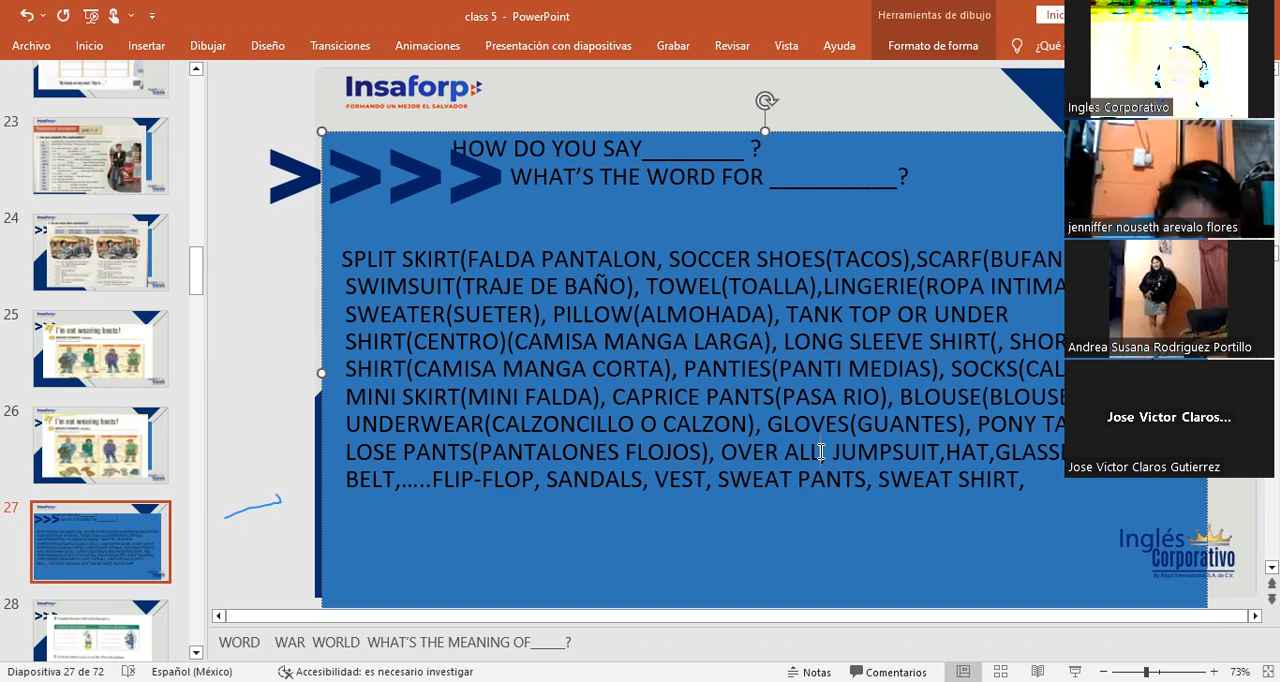 class 5 - PowerPoint
Herramientas de dibujo
Inic
Archivo Inicio Insertar Dibujar Diseño Transiciones Animaciones Presentación con diapositivas Grabar Revisar Vista Ayuda Formato de forma ¿Qué
Inglés Corporativo
jenniffer nouseth arevalo flores
Andrea Susana Rodriguez Portillo
Jose Victor Claros...
Jose Victor Claros Gutierrez
23
24
25
I'm not wearing boots!
26
I'm not wearing boots!
27
28
Insaforp
FORMANDO UN MEJOR EL SALVADOR
HOW DO YOU SAY_________ ?
WHAT'S THE WORD FOR ___________?
SPLIT SKIRT(FALDA PANTALON, SOCCER SHOES(TACOS),SCARF(BUFAN
SWIMSUIT(TRAJE DE BAÑO), TOWEL(TOALLA),LINGERIE(ROPA INTIMA
SWEATER(SUETER), PILLOW(ALMOHADA), TANK TOP OR UNDER
SHIRT(CENTRO)(CAMISA MANGA LARGA), LONG SLEEVE SHIRT(, SHOR
SHIRT(CAMISA MANGA CORTA), PANTIES(PANTI MEDIAS), SOCKS(CAL
MINI SKIRT(MINI FALDA), CAPRICE PANTS(PASA RIO), BLOUSE(BLOUSE
UNDERWEAR(CALZONCILLO O CALZON), GLOVES(GUANTES), PONY TA
LOSE PANTS(PANTALONES FLOJOS), OVER ALL, JUMPSUIT,HAT,GLASSE
BELT,.....FLIP-FLOP, SANDALS, VEST, SWEAT PANTS, SWEAT SHIRT,
Inglés
Corporativo
By Regal International, S.A. de C.V.
WORD WAR WORLD WHAT'S THE MEANING OF_____?
Diapositiva 27 de 72 Español (México) Accesibilidad: es necesario investigar Notas Comentarios 73%